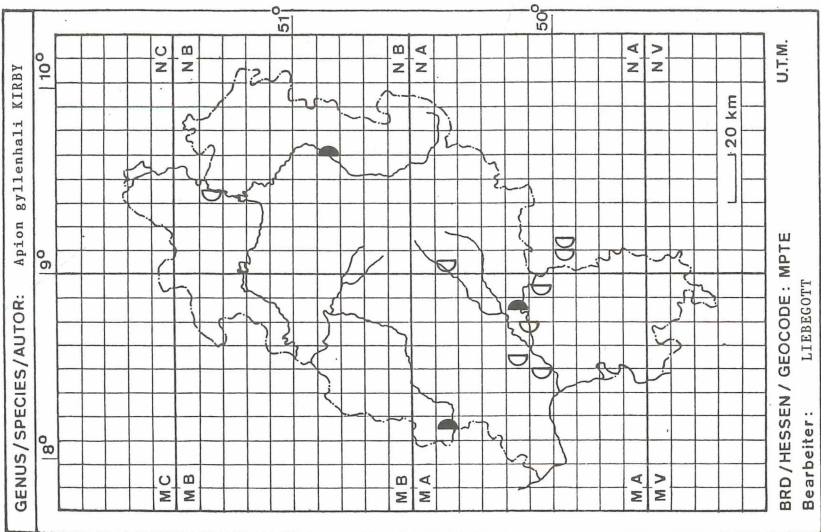 GENUS/SPECIES/AUTOR: Apion gyllenhali KIRBY
8° 9° 10°
MC NC
MB NB
51°
MB NB
MA NA
50°
MA NA
MV NV
20 km
BRD/HESSEN/GEOCODE: MPTE U.T.M.
Bearbeiter: LIEBEGOTT